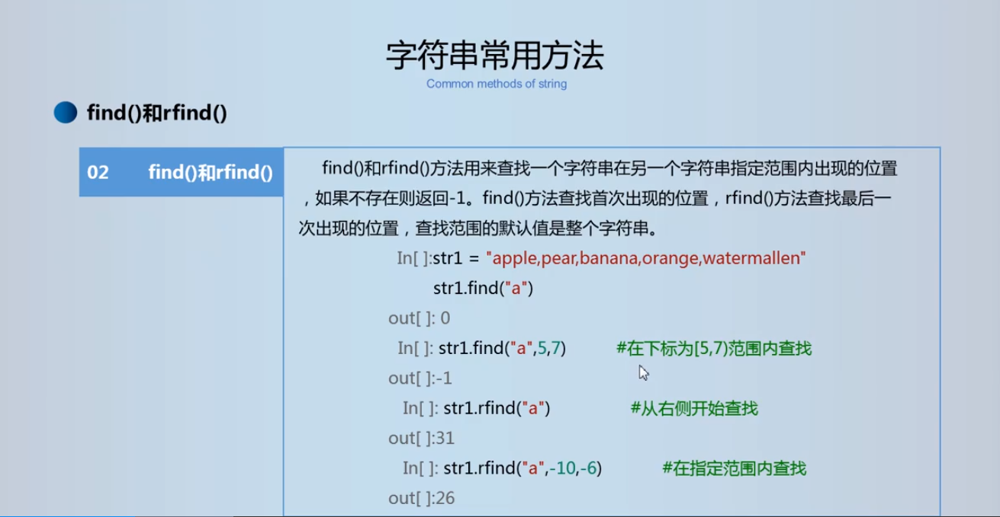 字符串常用方法
Common methods of string
find()和rfind()
02 find()和rfind()
find()和rfind()方法用来查找一个字符串在另一个字符串指定范围内出现的位置
，如果不存在则返回-1。find()方法查找首次出现的位置，rfind()方法查找最后一
次出现的位置，查找范围的默认值是整个字符串。
In[ ]:str1 = "apple,pear,banana,orange,watermallen"
str1.find("a")
out[ ]: 0
In[ ]: str1.find("a",5,7) #在下标为[5,7)范围内查找
out[ ]:-1
In[ ]: str1.rfind("a") #从右侧开始查找
out[ ]:31
In[ ]: str1.rfind("a",-10,-6) #在指定范围内查找
out[ ]:26